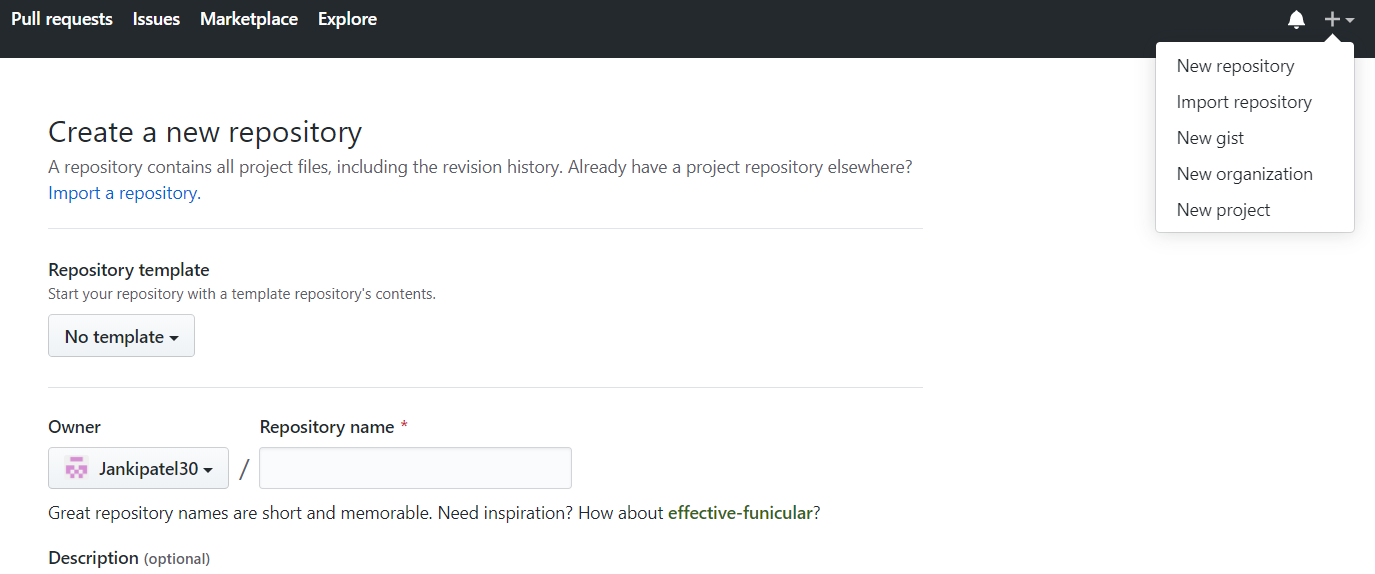 Pull requests Issues Marketplace Explore
New repository
Import repository
New gist
New organization
New project
Create a new repository
A repository contains all project files, including the revision history. Already have a project repository elsewhere?
Import a repository.
Repository template
Start your repository with a template repository's contents.
No template
Owner Repository name *
Jankipatel30 /
Great repository names are short and memorable. Need inspiration? How about effective-funicular?
Description (optional)